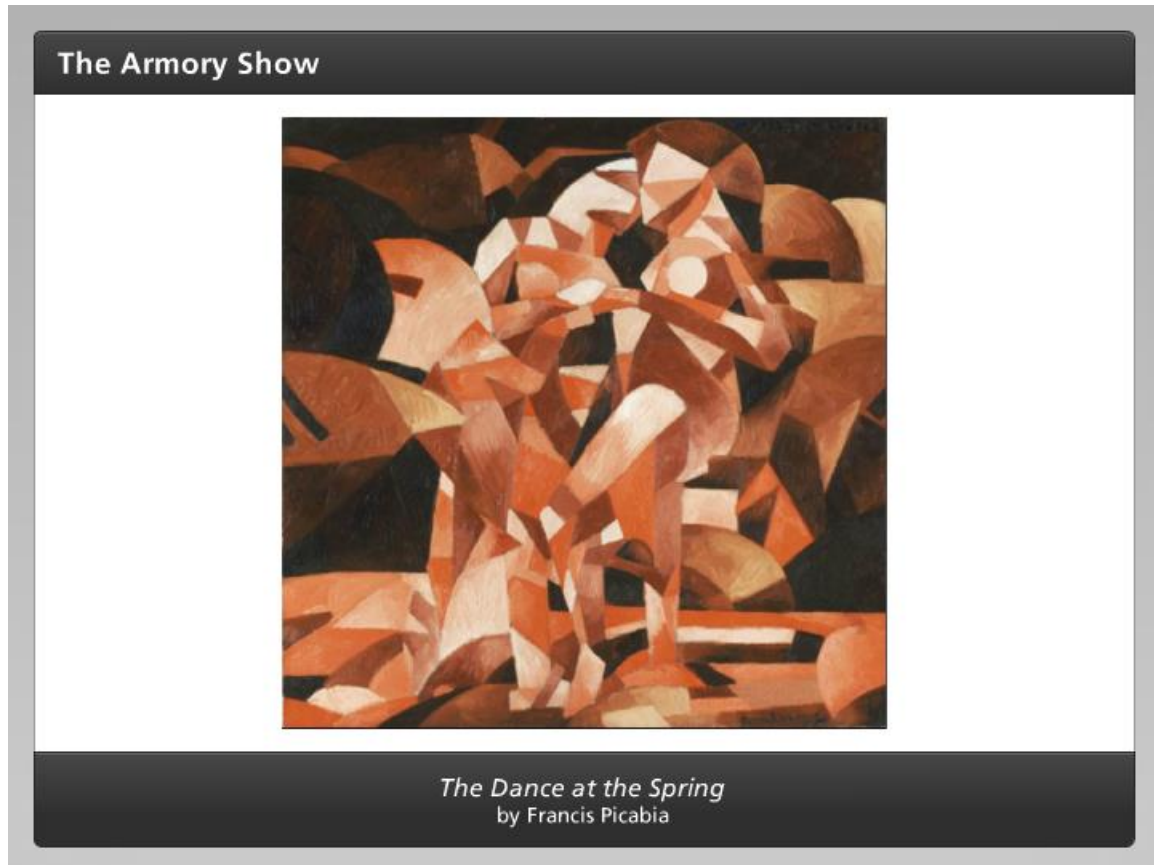 The Armory Show
The Dance at the Spring
by Francis Picabia